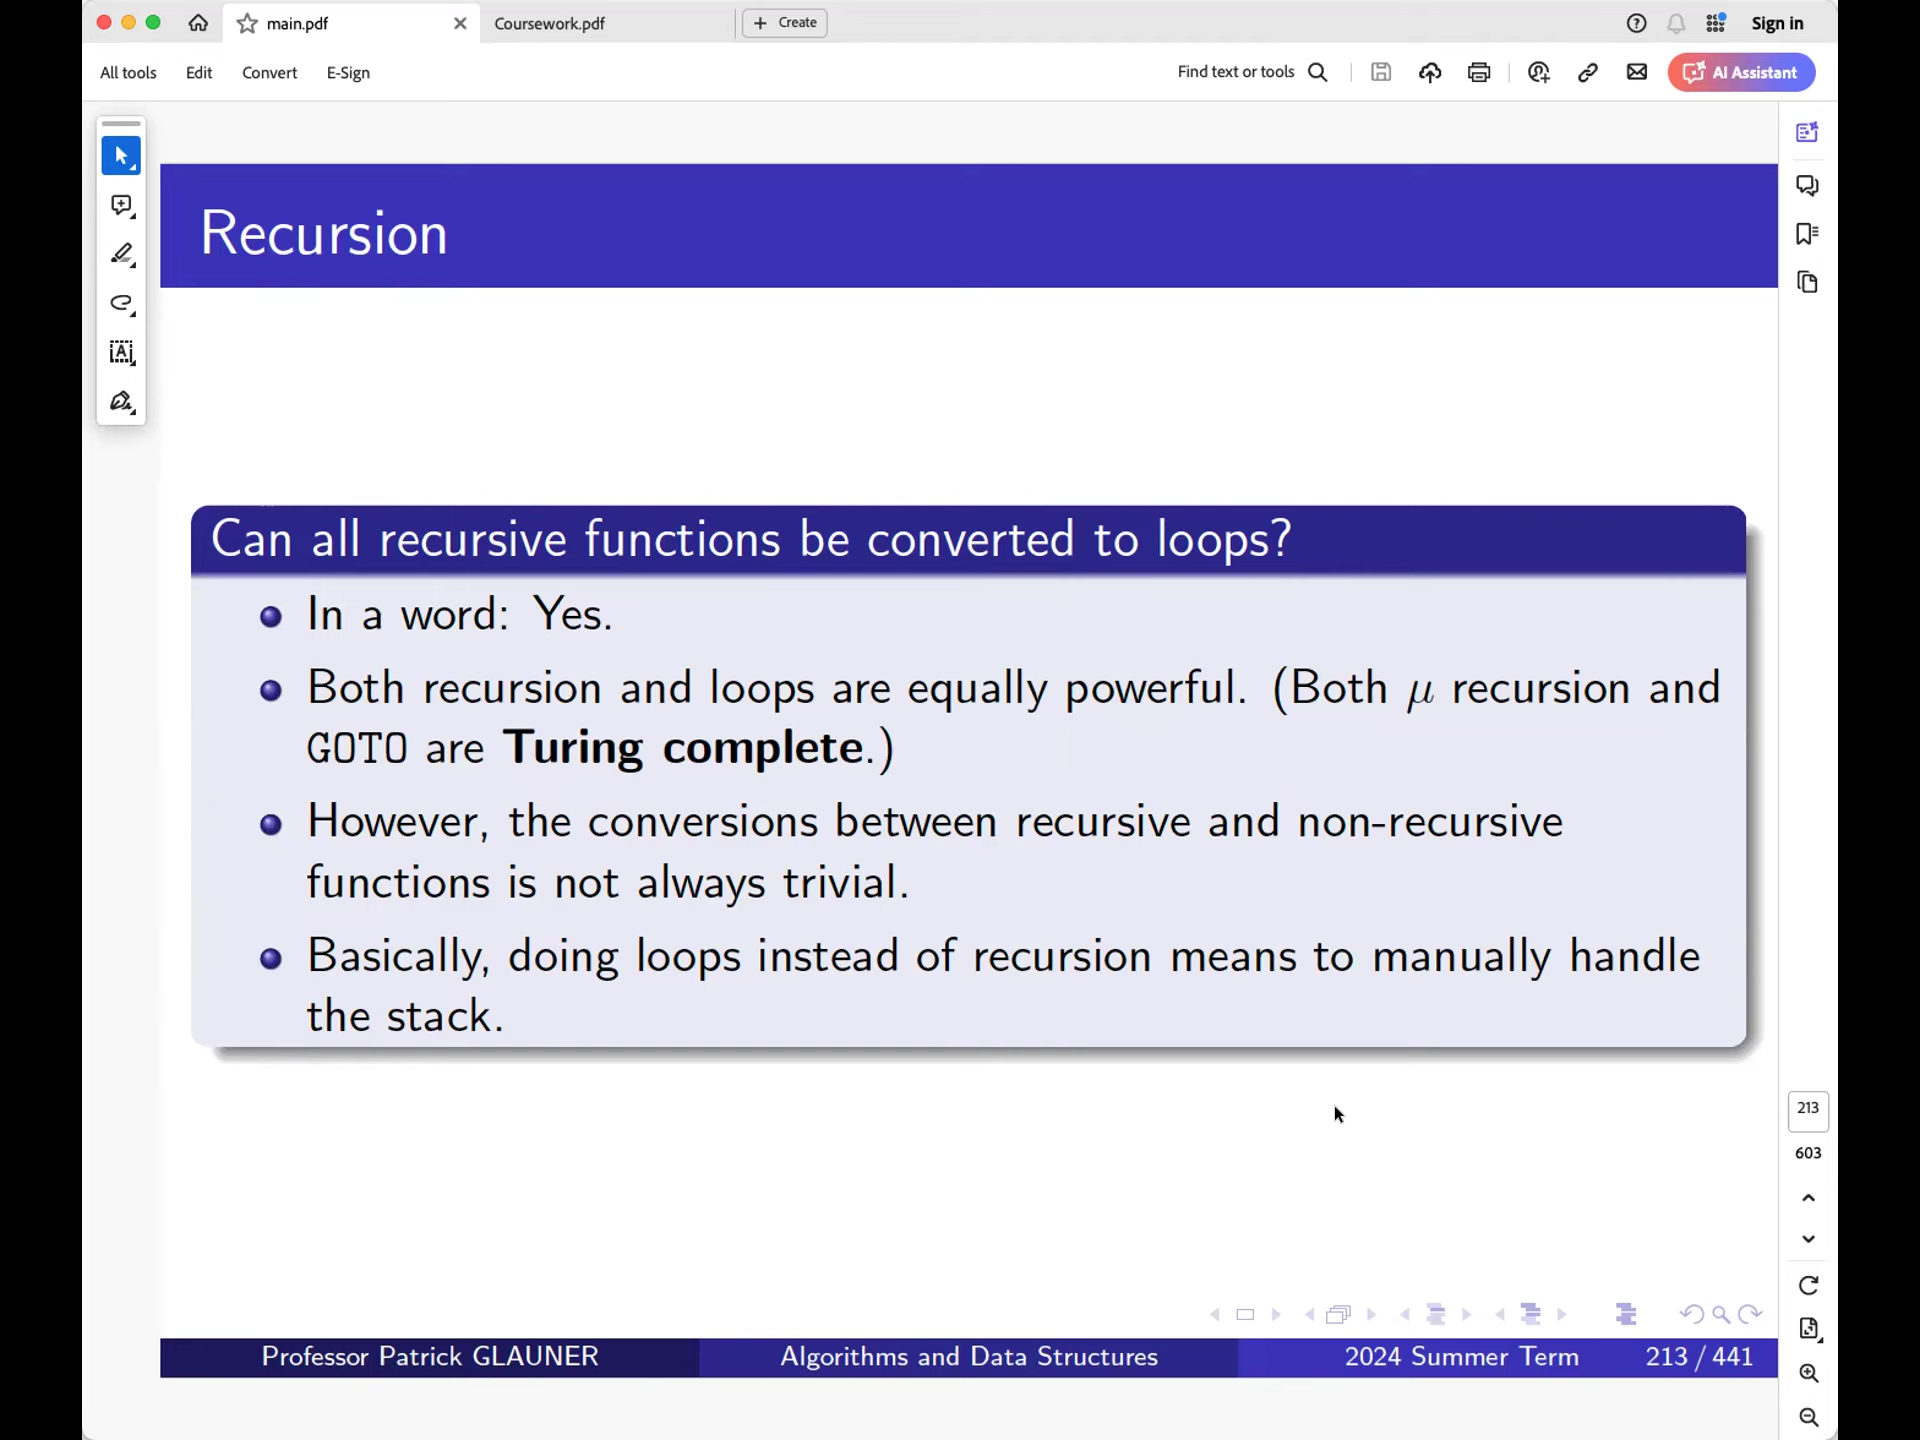 main.pdf
Coursework.pdf
Create
Sign in
All tools
Edit
Convert
E-Sign
Find text or tools
AI Assistant
Recursion
Can all recursive functions be converted to loops?
In a word: Yes.
Both recursion and loops are equally powerful. (Both μ recursion and
GOTO are Turing complete.)
However, the conversions between recursive and non-recursive
functions is not always trivial.
Basically, doing loops instead of recursion means to manually handle
the stack.
213
603
Professor Patrick GLAUNER
Algorithms and Data Structures
2024 Summer Term
213 / 441